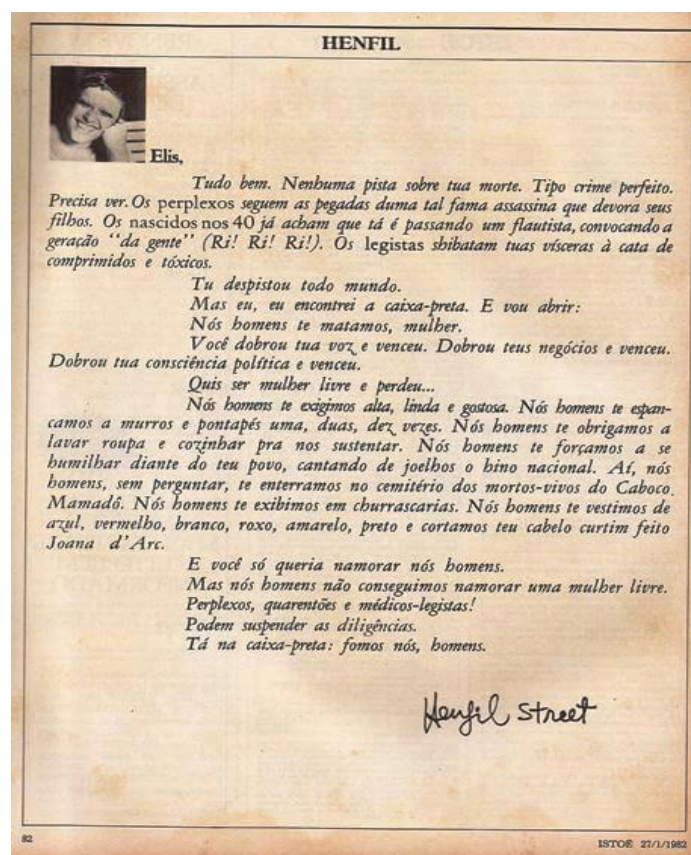 HENFIL
Elis,
Tudo bem. Nenhuma pista sobre tua morte. Tipo crime perfeito.
Precisa ver. Os perplexos seguem as pegadas duma tal fama assassina que devora seus
filhos. Os nascidos nos 40 já acham que tá é passando um flautista, convocando a
geração “da gente” (Ri! Ri! Ri!). Os legistas shibatam tuas vísceras à cata de
comprimidos e tóxicos.
Tu despistou todo mundo.
Mas eu, eu encontrei a caixa-preta. E vou abrir:
Nós homens te matamos, mulher.
Você dobrou tua voz e venceu. Dobrou teus negócios e venceu.
Dobrou tua consciência política e venceu.
Quis ser mulher livre e perdeu...
Nós homens te exigimos alta, linda e gostosa. Nós homens te espan-
camos a murros e pontapés uma, duas, dez vezes. Nós homens te obrigamos a
lavar roupa e cozinhar pra nos sustentar. Nós homens te forçamos a se
humilhar diante do teu povo, cantando de joelhos o hino nacional. Aí, nós
homens, sem perguntar, te enterramos no cemitério dos mortos-vivos do Caboco
Mamadô. Nós homens te exibimos em churrascarias. Nós homens te vestimos de
azul, vermelho, branco, roxo, amarelo, preto e cortamos teu cabelo curtim feito
Joana d'Arc.
E você só queria namorar nós homens.
Mas nós homens não conseguimos namorar uma mulher livre.
Perplexos, quarentões e médicos-legistas!
Podem suspender as diligências.
Tá na caixa-preta: fomos nós, homens.
Henfil Street
82
ISTOÉ 27/1/1982